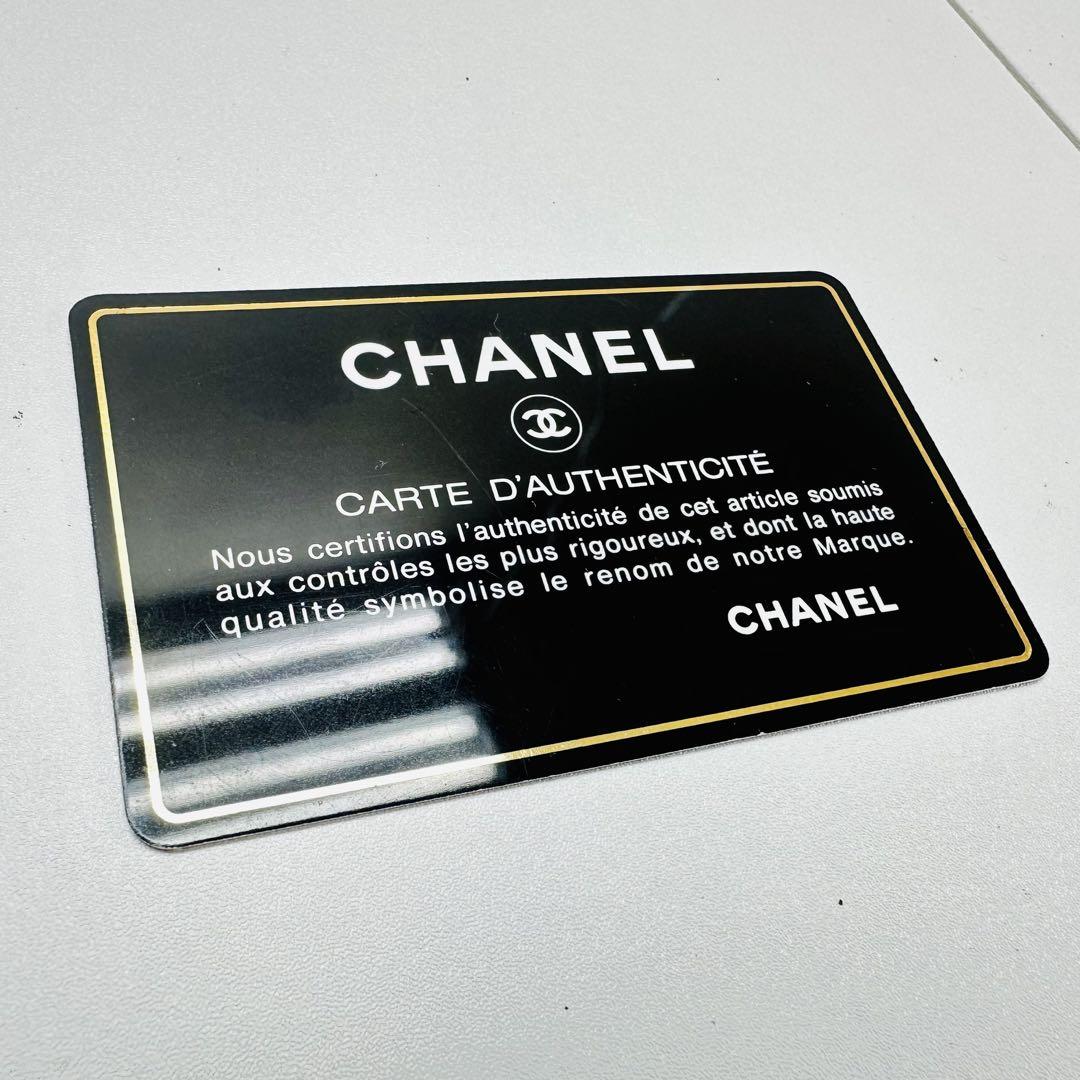 CHANEL
CARTE D'AUTHENTICITÉ
Nous certifions l'authenticité de cet article soumis
aux contrôles les plus rigoureux, et dont la haute
qualité symbolise le renom de notre Marque.
CHANEL